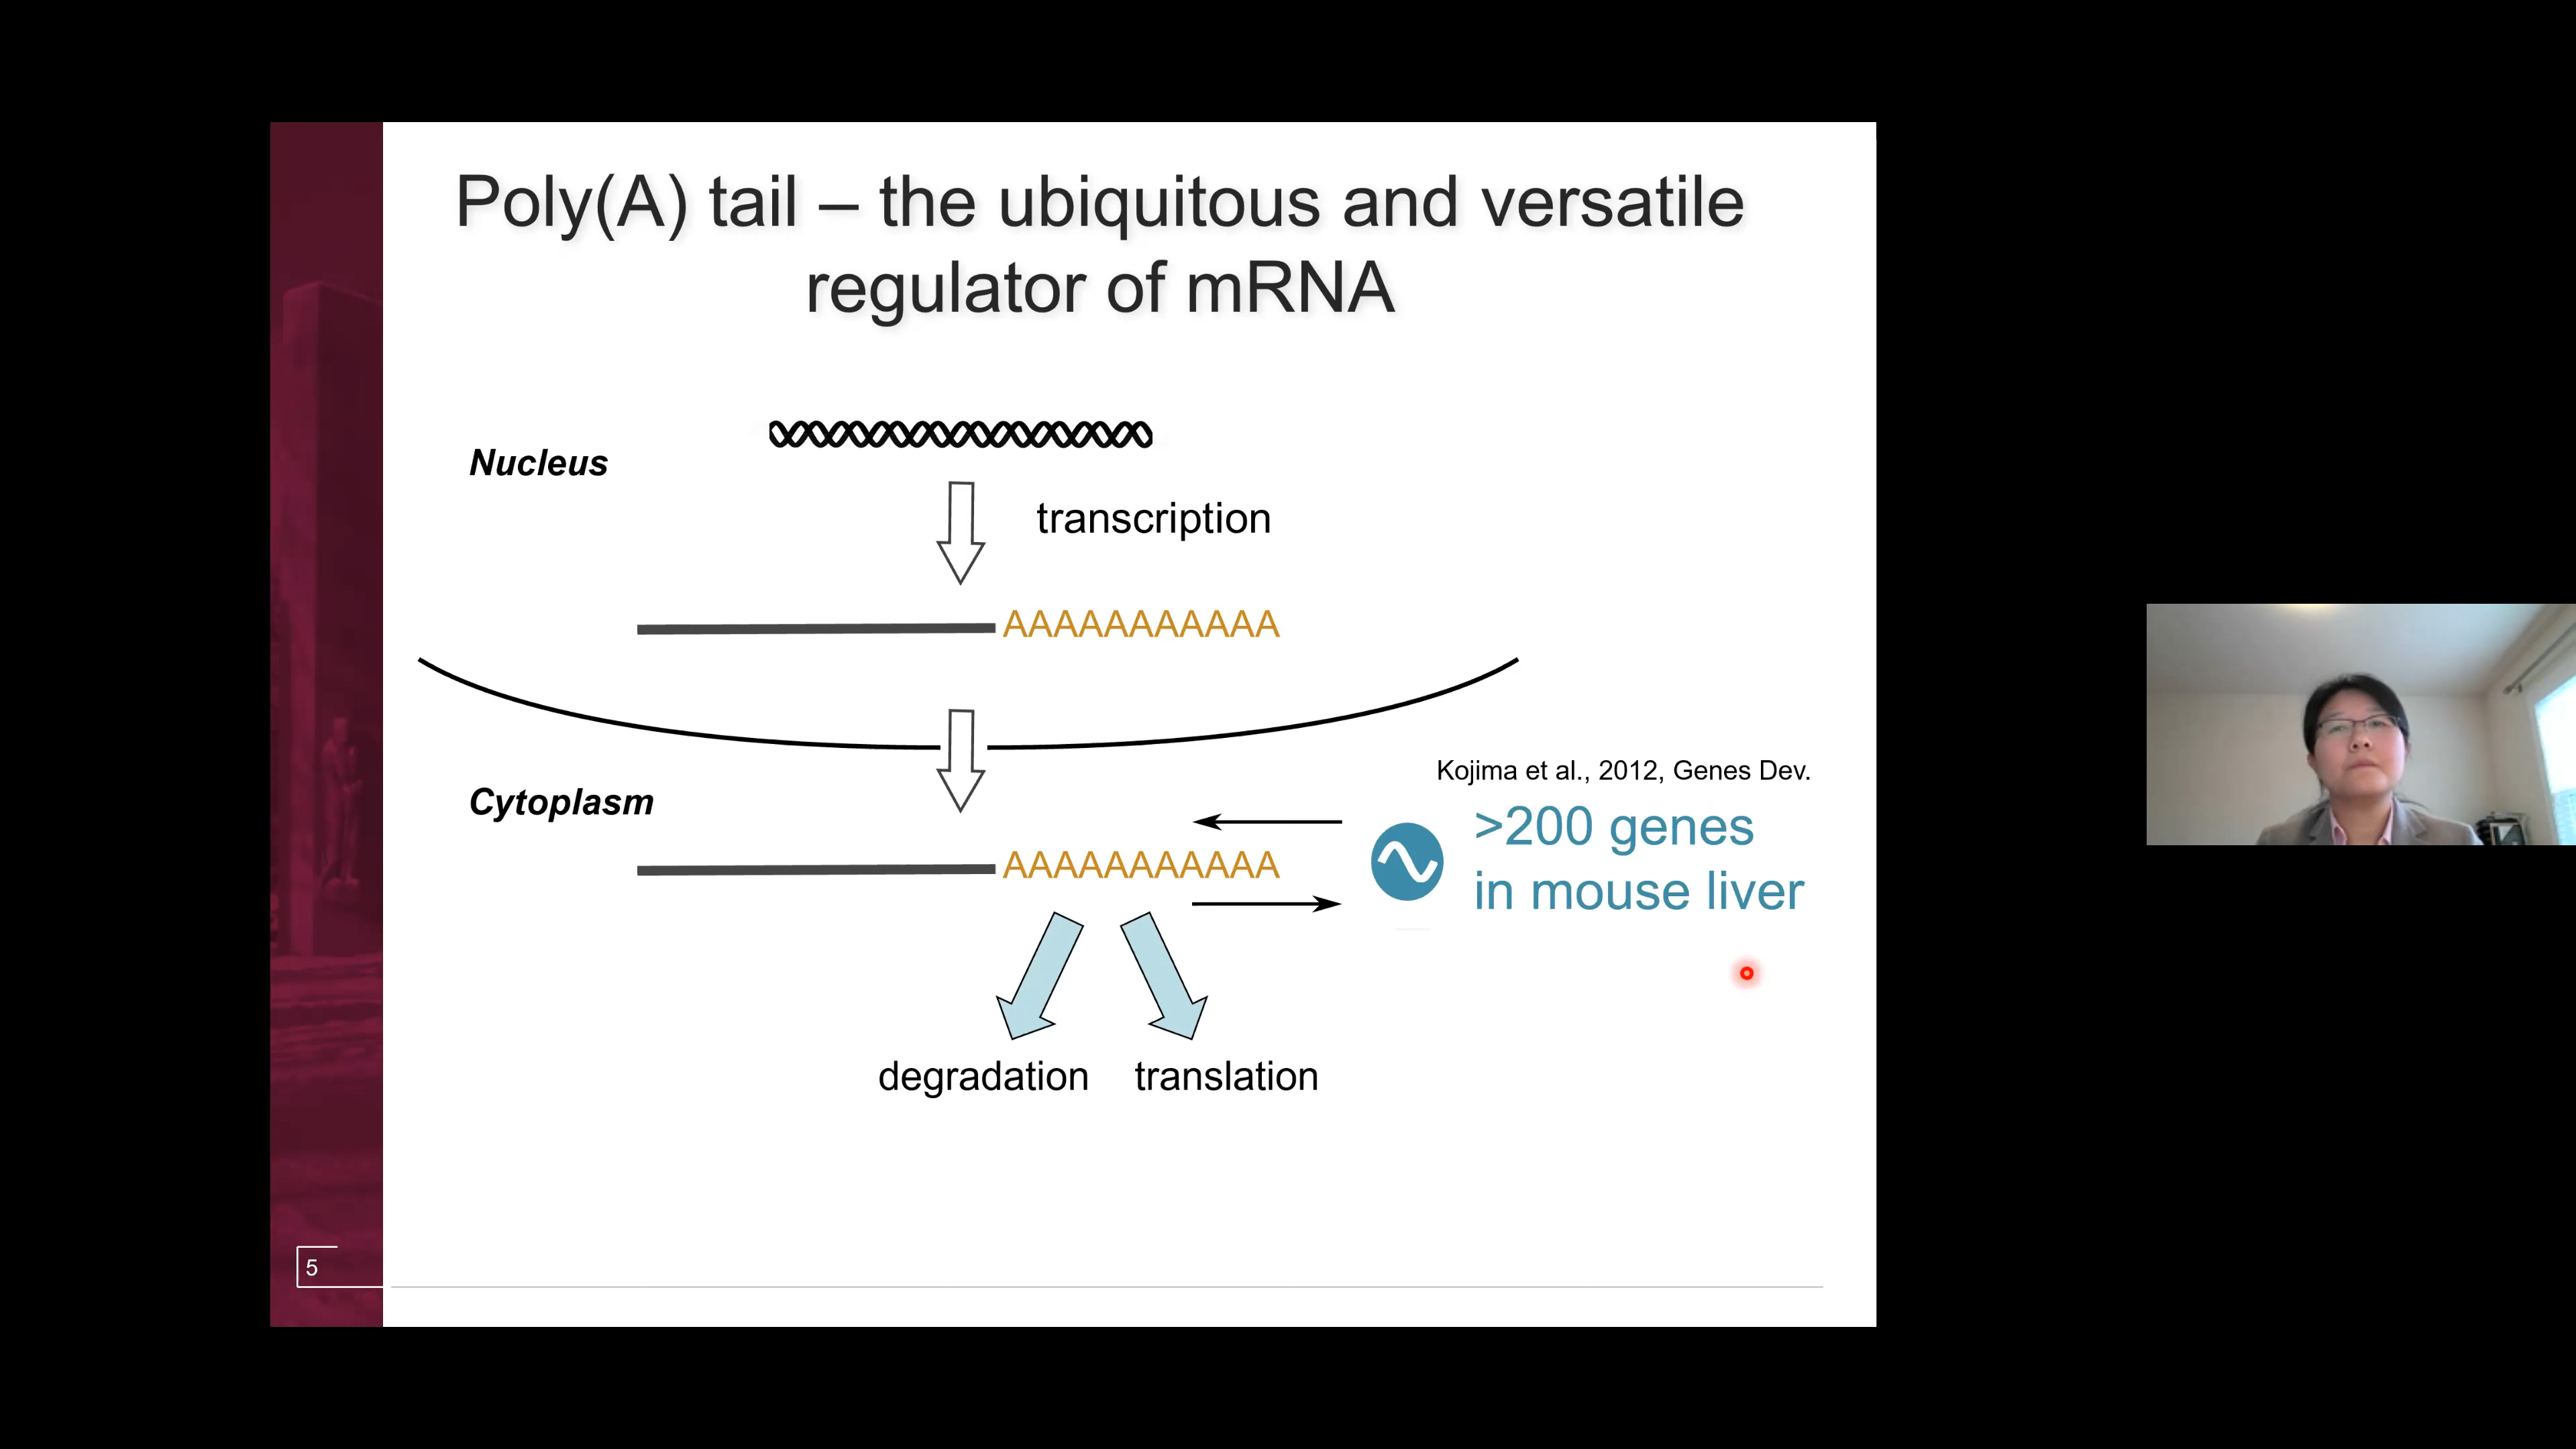 Poly(A) tail – the ubiquitous and versatile
regulator of mRNA
Nucleus
transcription
AAAAAAAAAAA
Cytoplasm
Kojima et al., 2012, Genes Dev.
>200 genes
in mouse liver
AAAAAAAAAAA
degradation
translation
5